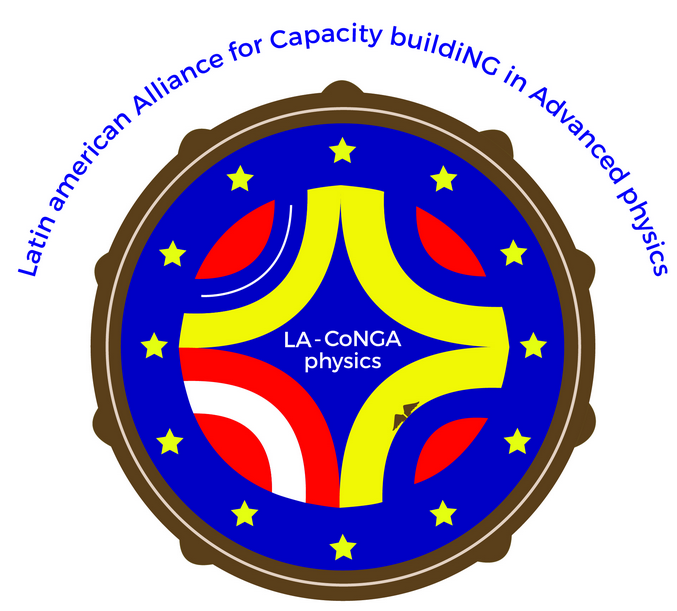 Latin american Alliance for Capacity buildiNG in Advanced physics
LA-CoNGA
physics